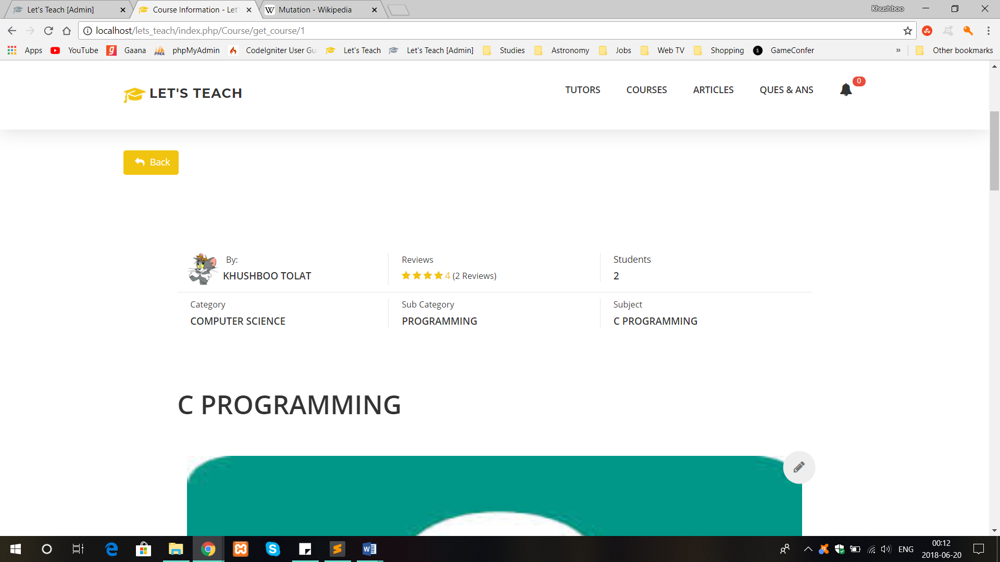 Let's Teach [Admin]
Course Information - Let'
Mutation - Wikipedia
Khushboo
localhost/lets_teach/index.php/Course/get_course/1
Apps YouTube Gaana phpMyAdmin CodeIgniter User Gu Let's Teach Let's Teach [Admin] Studies Astronomy Jobs Web TV Shopping GameConfer » Other bookmarks
LET'S TEACH
TUTORS COURSES ARTICLES QUES & ANS 0
Back
By:
KHUSHBOO TOLAT
Reviews
4 (2 Reviews)
Students
2
Category
COMPUTER SCIENCE
Sub Category
PROGRAMMING
Subject
C PROGRAMMING
C PROGRAMMING
ENG
00:12
2018-06-20